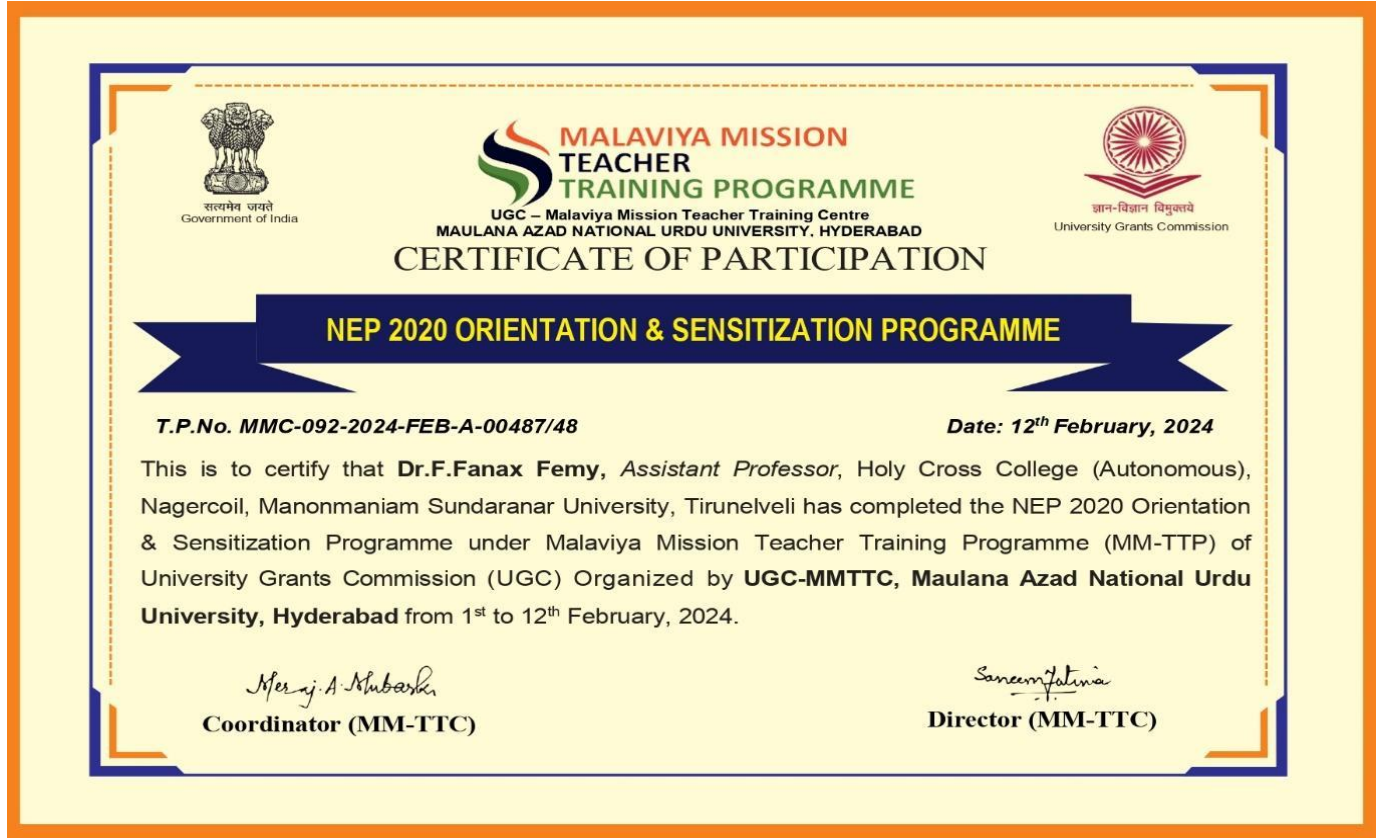 सत्यमेव जयते
Government of India
MALAVIYA MISSION
TEACHER
TRAINING PROGRAMME
UGC – Malaviya Mission Teacher Training Centre
MAULANA AZAD NATIONAL URDU UNIVERSITY, HYDERABAD
ज्ञान-विज्ञान विमुक्तये
University Grants Commission
CERTIFICATE OF PARTICIPATION
NEP 2020 ORIENTATION & SENSITIZATION PROGRAMME
T.P.No. MMC-092-2024-FEB-A-00487/48 Date: 12th February, 2024
This is to certify that Dr.F.Fanax Femy, Assistant Professor, Holy Cross College (Autonomous),
Nagercoil, Manonmaniam Sundaranar University, Tirunelveli has completed the NEP 2020 Orientation
& Sensitization Programme under Malaviya Mission Teacher Training Programme (MM-TTP) of
University Grants Commission (UGC) Organized by UGC-MMTTC, Maulana Azad National Urdu
University, Hyderabad from 1st to 12th February, 2024.
Meraj.A.Mubarki
Coordinator (MM-TTC)
Saneem Fatima
Director (MM-TTC)